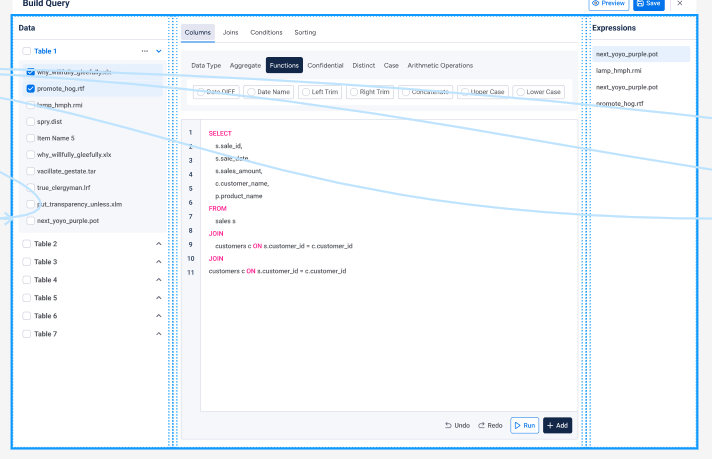 Build Query
Preview
Save
Data
Table 1
why_willfully_gleefully.xlx
promote_hog.rtf
lamp_hmph.rmi
spry.dist
Item Name 5
why_willfully_gleefully.xlx
vacillate_gestate.tar
true_clergyman.lrf
put_transparency_unless.xlm
next_yoyo_purple.pot
Table 2
Table 3
Table 4
Table 5
Table 6
Table 7
Columns Joins Conditions Sorting
Data Type Aggregate Functions Confidential Distinct Case Arithmetic Operations
Date DIFF Date Name Left Trim Right Trim Concatenate Upper Case Lower Case
1 SELECT
2 s.sale_id,
3 s.sale_date,
4 s.sales_amount,
5 c.customer_name,
6 p.product_name
7 FROM
8 sales s
9 JOIN
10 customers c ON s.customer_id = c.customer_id
11 JOIN
customers c ON s.customer_id = c.customer_id
Undo Redo Run Add
Expressions
next_yoyo_purple.pot
lamp_hmph.rmi
next_yoyo_purple.pot
promote_hog.rtf